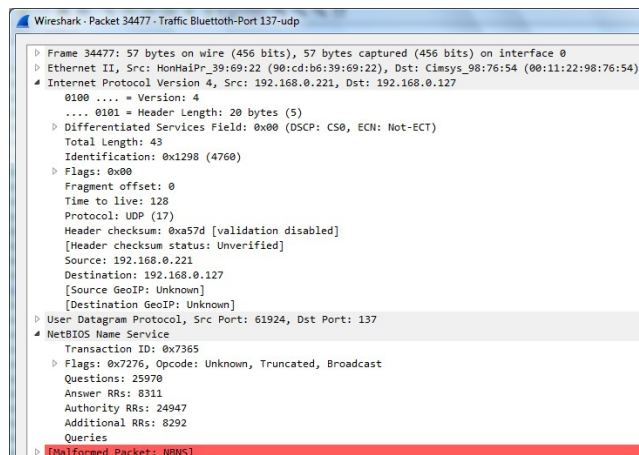 Wireshark · Packet 34477 · Traffic Bluettoth-Port 137-udp
Frame 34477: 57 bytes on wire (456 bits), 57 bytes captured (456 bits) on interface 0
Ethernet II, Src: HonHaiPr_39:69:22 (90:cd:b6:39:69:22), Dst: Cimsys_98:76:54 (00:11:22:98:76:54)
Internet Protocol Version 4, Src: 192.168.0.221, Dst: 192.168.0.127
0100 .... = Version: 4
.... 0101 = Header Length: 20 bytes (5)
Differentiated Services Field: 0x00 (DSCP: CS0, ECN: Not-ECT)
Total Length: 43
Identification: 0x1298 (4760)
Flags: 0x00
Fragment offset: 0
Time to live: 128
Protocol: UDP (17)
Header checksum: 0xa57d [validation disabled]
[Header checksum status: Unverified]
Source: 192.168.0.221
Destination: 192.168.0.127
[Source GeoIP: Unknown]
[Destination GeoIP: Unknown]
User Datagram Protocol, Src Port: 61924, Dst Port: 137
NetBIOS Name Service
Transaction ID: 0x7365
Flags: 0x7276, Opcode: Unknown, Truncated, Broadcast
Questions: 25970
Answer RRs: 8311
Authority RRs: 24947
Additional RRs: 8292
Queries
[Malformed Packet: NBNS]